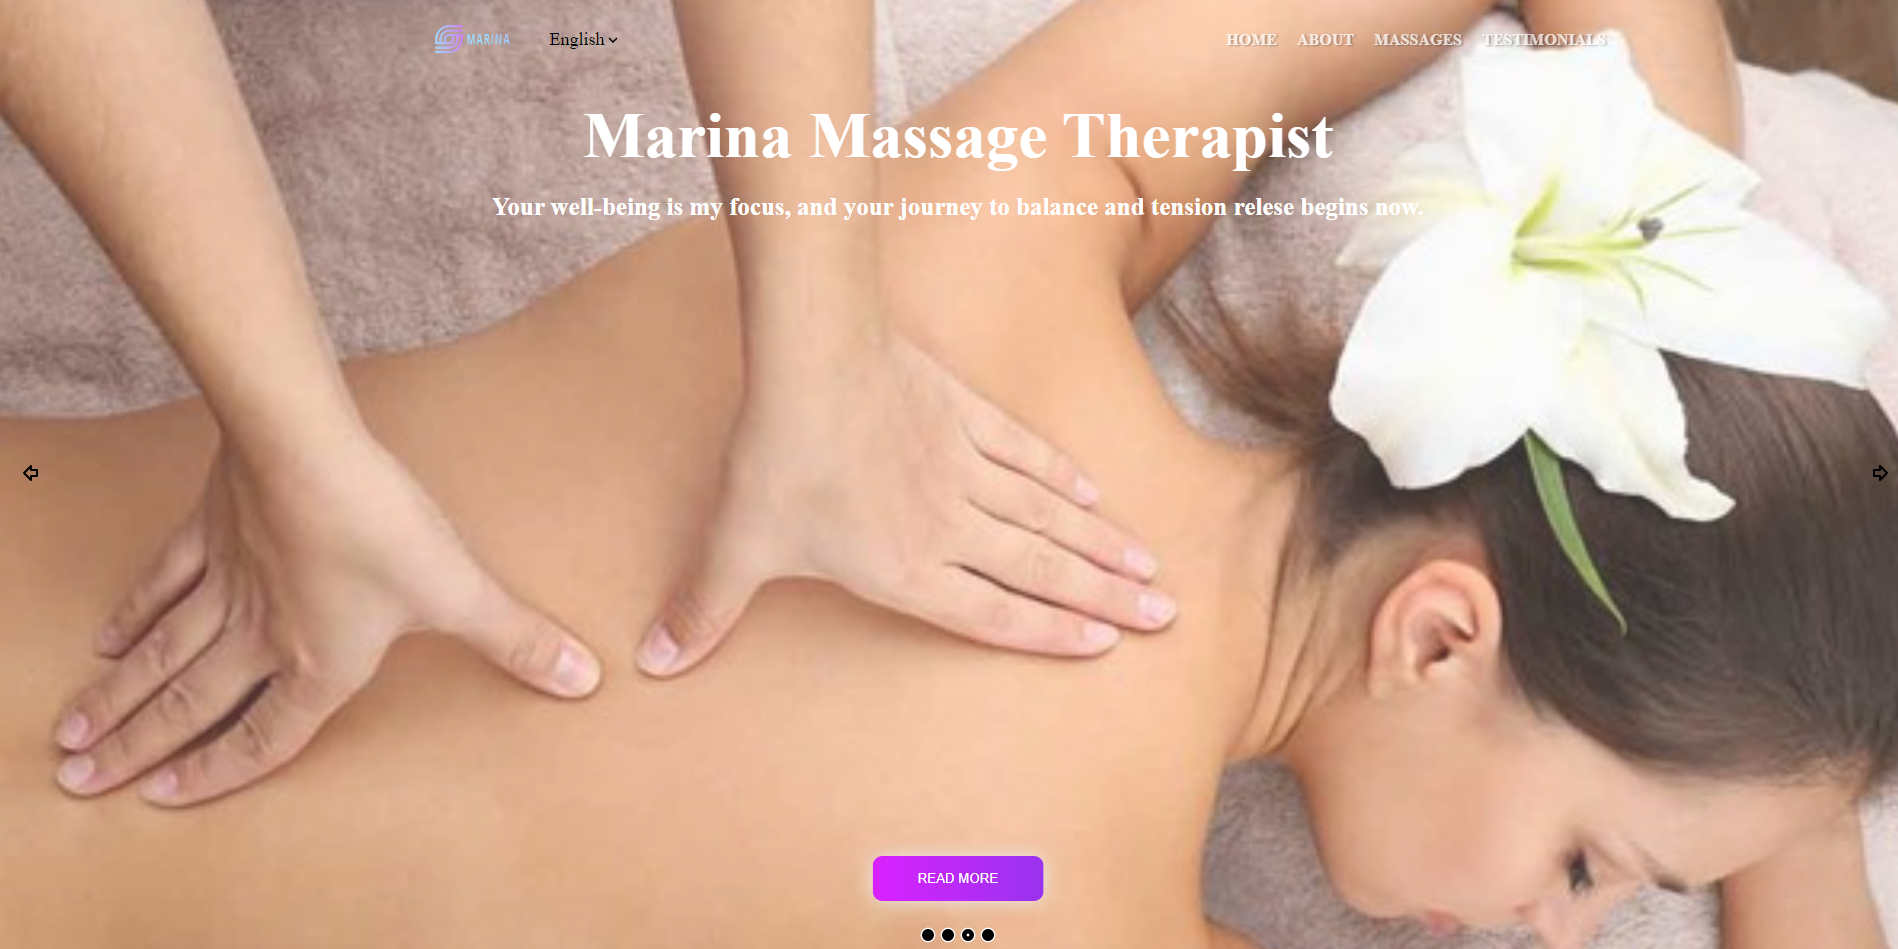 MARINA
English
HOME ABOUT MASSAGES TESTIMONIALS
Marina Massage Therapist
Your well-being is my focus, and your journey to balance and tension relese begins now.
READ MORE